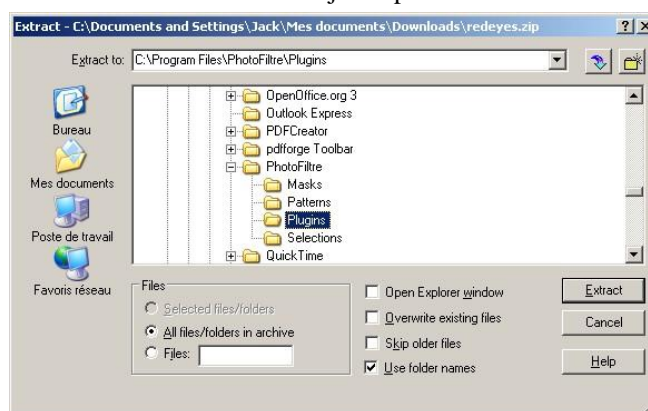 Extract - C:\Documents and Settings\Jack\Mes documents\Downloads\redeyes.zip
Extract to: C:\Program Files\PhotoFiltre\Plugins
Bureau
Mes documents
Poste de travail
Favoris réseau
OpenOffice.org 3
Outlook Express
PDFCreator
pdfforge Toolbar
PhotoFiltre
Masks
Patterns
Plugins
Selections
QuickTime
Files
Selected files/folders
All files/folders in archive
Files:
Open Explorer window
Overwrite existing files
Skip older files
Use folder names
Extract
Cancel
Help